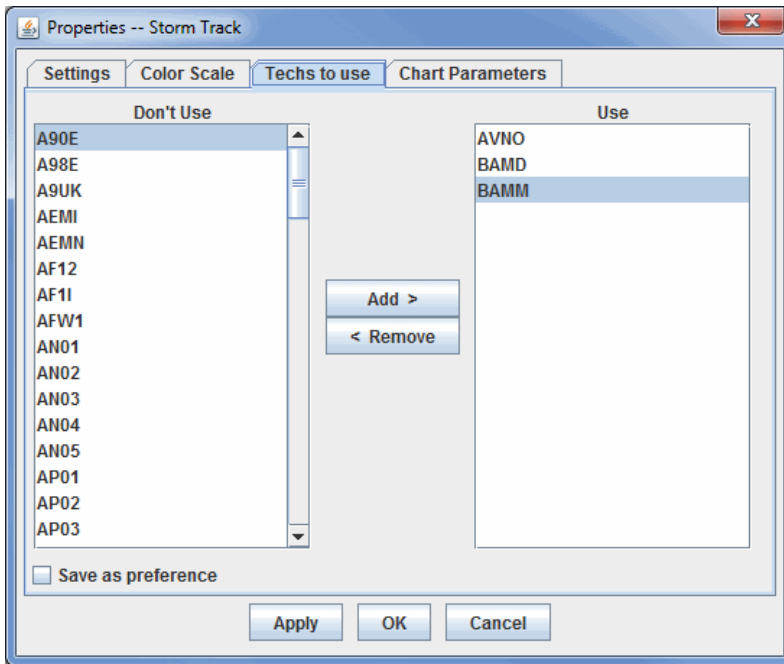 Properties -- Storm Track
Settings Color Scale Techs to use Chart Parameters
Don't Use
A90E
A98E
A9UK
AEMI
AEMN
AF12
AF1I
AFW1
AN01
AN02
AN03
AN04
AN05
AP01
AP02
AP03
Add >
< Remove
Use
AVNO
BAMD
BAMM
Save as preference
Apply OK Cancel